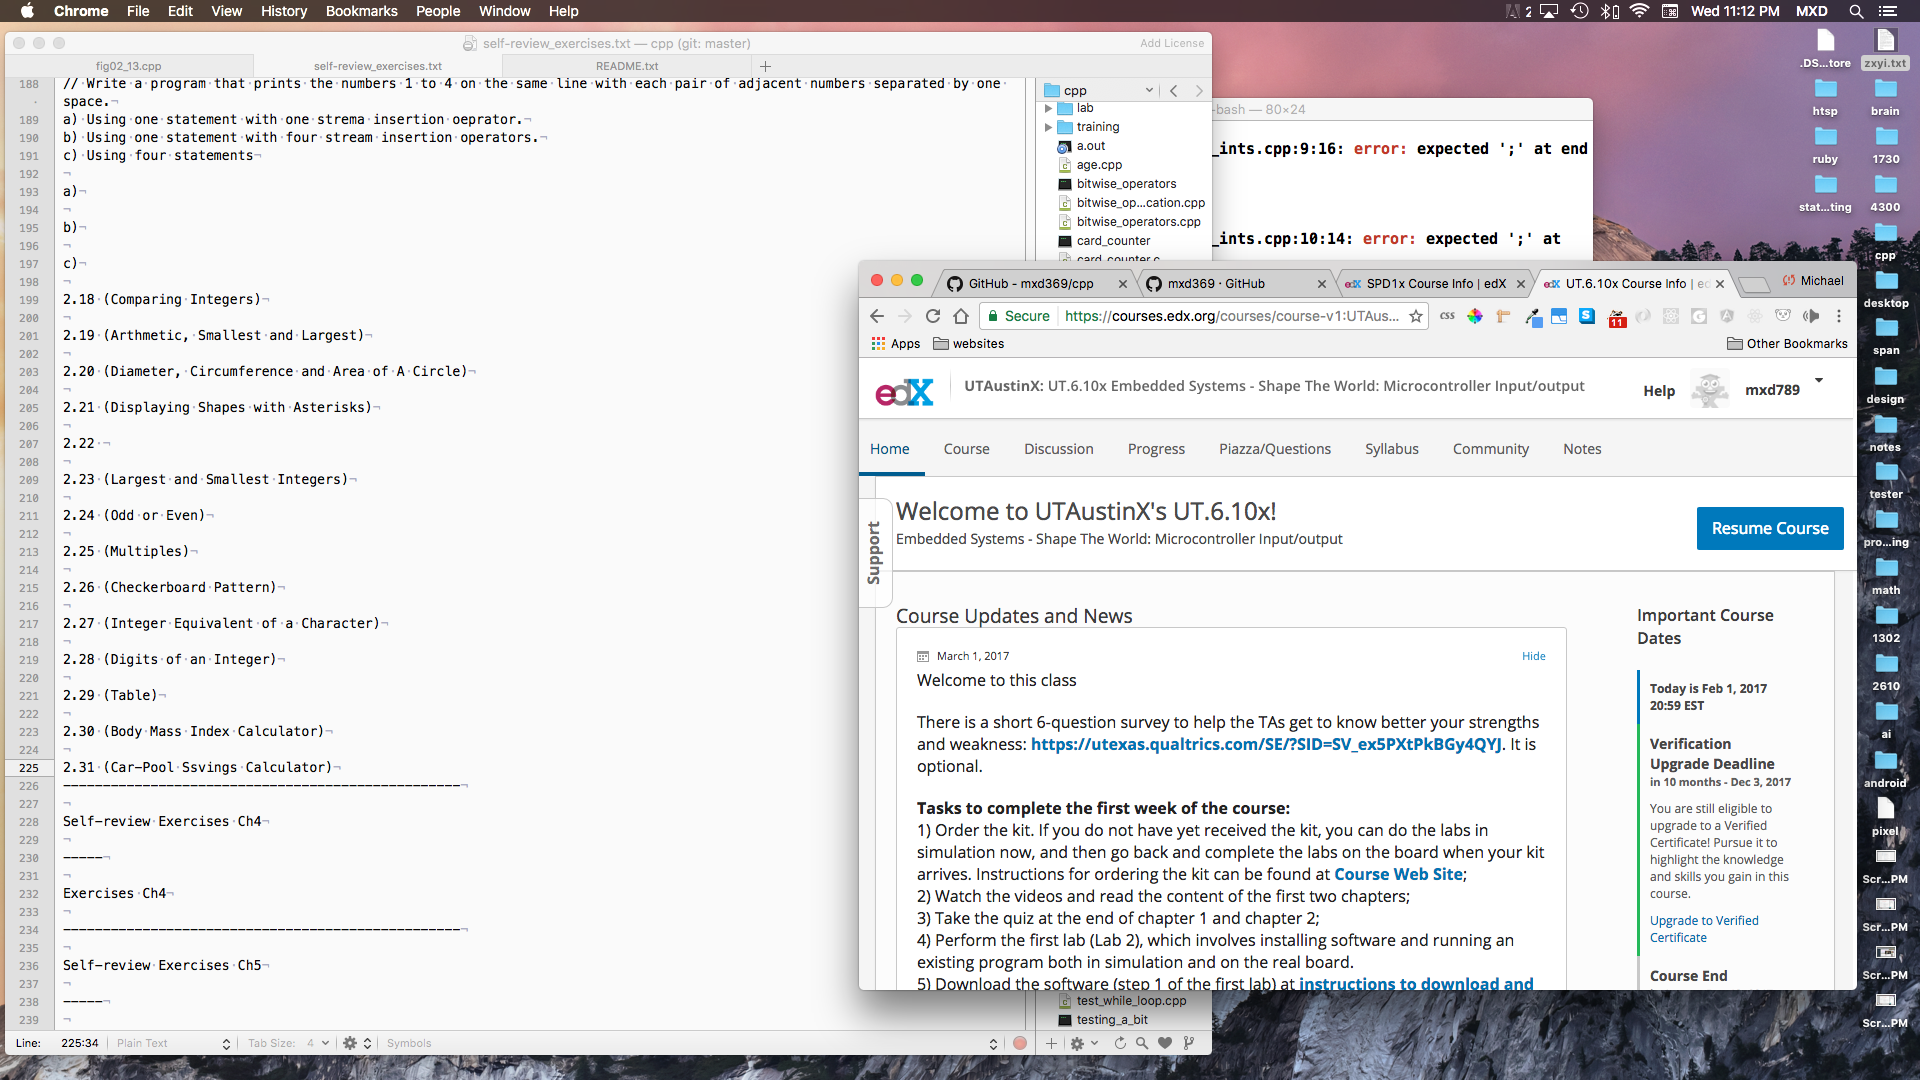 Chrome File Edit View History Bookmarks People Window Help
2 Wed 11:12 PM MXD
self-review_exercises.txt — cpp (git: master)
Add License
fig02_13.cpp
self-review_exercises.txt
README.txt
188 // Write a program that prints the numbers 1 to 4 on the same line with each pair of adjacent numbers separated by one
space.
189 a) Using one statement with one strema insertion oeprator.
190 b) Using one statement with four stream insertion operators.
191 c) Using four statements
192
193 a)
194
195 b)
196
197 c)
198
199 2.18 (Comparing Integers)
200
201 2.19 (Arithmetic, Smallest and Largest)
202
203 2.20 (Diameter, Circumference and Area of A Circle)
204
205 2.21 (Displaying Shapes with Asterisks)
206
207 2.22
208
209 2.23 (Largest and Smallest Integers)
210
211 2.24 (Odd or Even)
212
213 2.25 (Multiples)
214
215 2.26 (Checkerboard Pattern)
216
217 2.27 (Integer Equivalent of a Character)
218
219 2.28 (Digits of an Integer)
220
221 2.29 (Table)
222
223 2.30 (Body Mass Index Calculator)
224
225 2.31 (Car-Pool Ssvings Calculator)
226 --------------------------------------------------
227
228 Self-review Exercises Ch4
229
230 -----
231
232 Exercises Ch4
233
234 --------------------------------------------------
235
236 Self-review Exercises Ch5
237
238 -----
239
Line: 225:34 Plain Text Tab Size: 4 Symbols
cpp
lab
training
a.out
age.cpp
bitwise_operators
bitwise_op...cation.cpp
bitwise_operators.cpp
card_counter
card_counter.c
test_while_loop.cpp
testing_a_bit
-bash — 80×24
_ints.cpp:9:16: error: expected ';' at end
_ints.cpp:10:14: error: expected ';' at
GitHub - mxd369/cpp
mxd369 · GitHub
SPD1x Course Info | edX
UT.6.10x Course Info | ed
Michael
Secure https://courses.edx.org/courses/course-v1:UTAus...
css
11
Apps websites Other Bookmarks
edX
UTAustinX: UT.6.10x Embedded Systems - Shape The World: Microcontroller Input/output
Help mxd789
Home Course Discussion Progress Piazza/Questions Syllabus Community Notes
Support
Welcome to UTAustinX's UT.6.10x!
Embedded Systems - Shape The World: Microcontroller Input/output
Resume Course
Course Updates and News
March 1, 2017
Hide
Welcome to this class
There is a short 6-question survey to help the TAs get to know better your strengths
and weakness: https://utexas.qualtrics.com/SE/?SID=SV_ex5PXtPkBGy4QYJ. It is
optional.
Tasks to complete the first week of the course:
1) Order the kit. If you do not have yet received the kit, you can do the labs in
simulation now, and then go back and complete the labs on the board when your kit
arrives. Instructions for ordering the kit can be found at Course Web Site;
2) Watch the videos and read the content of the first two chapters;
3) Take the quiz at the end of chapter 1 and chapter 2;
4) Perform the first lab (Lab 2), which involves installing software and running an
existing program both in simulation and on the real board.
5) Download the software (step 1 of the first lab) at instructions to download and
Important Course
Dates
Today is Feb 1, 2017
20:59 EST
Verification
Upgrade Deadline
in 10 months - Dec 3, 2017
You are still eligible to
upgrade to a Verified
Certificate! Pursue it to
highlight the knowledge
and skills you gain in this
course.
Upgrade to Verified
Certificate
Course End
.DS...tore
zxyi.txt
htsp
brain
ruby
1730
stat...ting
4300
cpp
desktop
span
design
notes
tester
pro...ing
math
1302
2610
ai
android
pixel
Scr...PM
Scr...PM
Scr...PM
Scr...PM